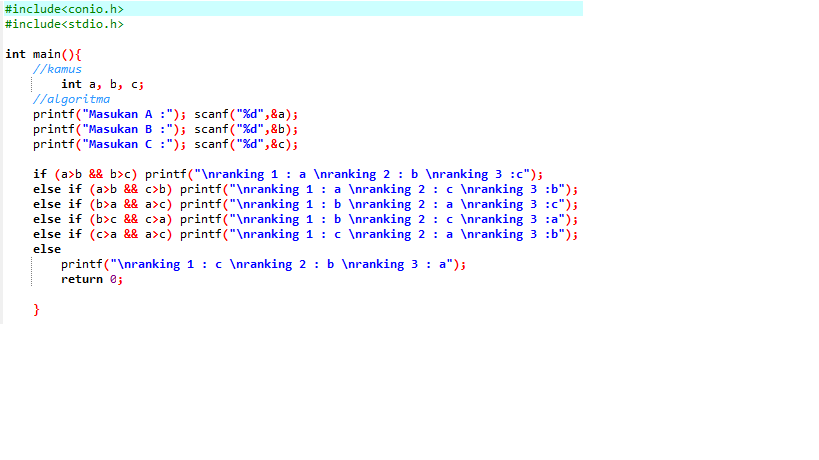 #include<conio.h>
#include<stdio.h>
int main(){
//kamus
int a, b, c;
//algoritma
printf("Masukan A :"); scanf("%d",&a);
printf("Masukan B :"); scanf("%d",&b);
printf("Masukan C :"); scanf("%d",&c);
if (a>b && b>c) printf("\nranking 1 : a \nranking 2 : b \nranking 3 :c");
else if (a>b && c>b) printf("\nranking 1 : a \nranking 2 : c \nranking 3 :b");
else if (b>a && a>c) printf("\nranking 1 : b \nranking 2 : a \nranking 3 :c");
else if (b>c && c>a) printf("\nranking 1 : b \nranking 2 : c \nranking 3 :a");
else if (c>a && a>c) printf("\nranking 1 : c \nranking 2 : a \nranking 3 :b");
else
printf("\nranking 1 : c \nranking 2 : b \nranking 3 : a");
return 0;
}